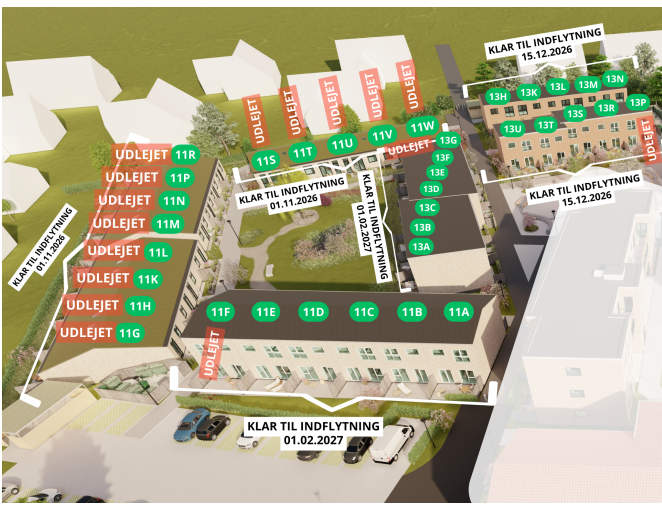 KLAR TIL INDFLYTNING
15.12.2026
13H
13K
13L
13M
13N
13U
13T
13S
13R
13P
UDLEJET
KLAR TIL INDFLYTNING
15.12.2026
UDLEJET
UDLEJET
UDLEJET
UDLEJET
UDLEJET
11S
11T
11U
11V
11W
KLAR TIL INDFLYTNING
01.11.2026
UDLEJET 13G
13F
13E
13D
13C
13B
13A
KLAR TIL INDFLYTNING
01.02.2027
UDLEJET 11R
UDLEJET 11P
UDLEJET 11N
UDLEJET 11M
UDLEJET 11L
UDLEJET 11K
UDLEJET 11H
UDLEJET 11G
KLAR TIL INDFLYTNING
01.11.2026
11F
11E
11D
11C
11B
11A
UDLEJET
KLAR TIL INDFLYTNING
01.02.2027